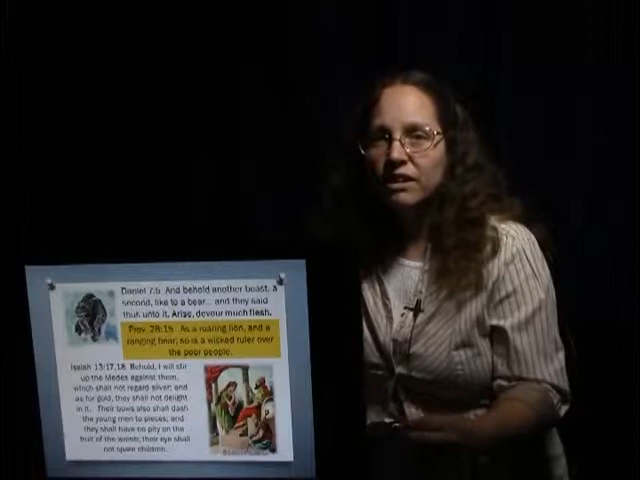 Daniel 7:5 And behold another beast, a
second, like to a bear... and they said
thus unto it, Arise, devour much flesh.
Prov. 28:15 As a roaring lion, and a
ranging bear; so is a wicked ruler over
the poor people.
Isaiah 13:17,18 Behold, I will stir
up the Medes against them,
which shall not regard silver; and
as for gold, they shall not delight
in it. Their bows also shall dash
the young men to pieces; and
they shall have no pity on the
fruit of the womb; their eye shall
not spare children...